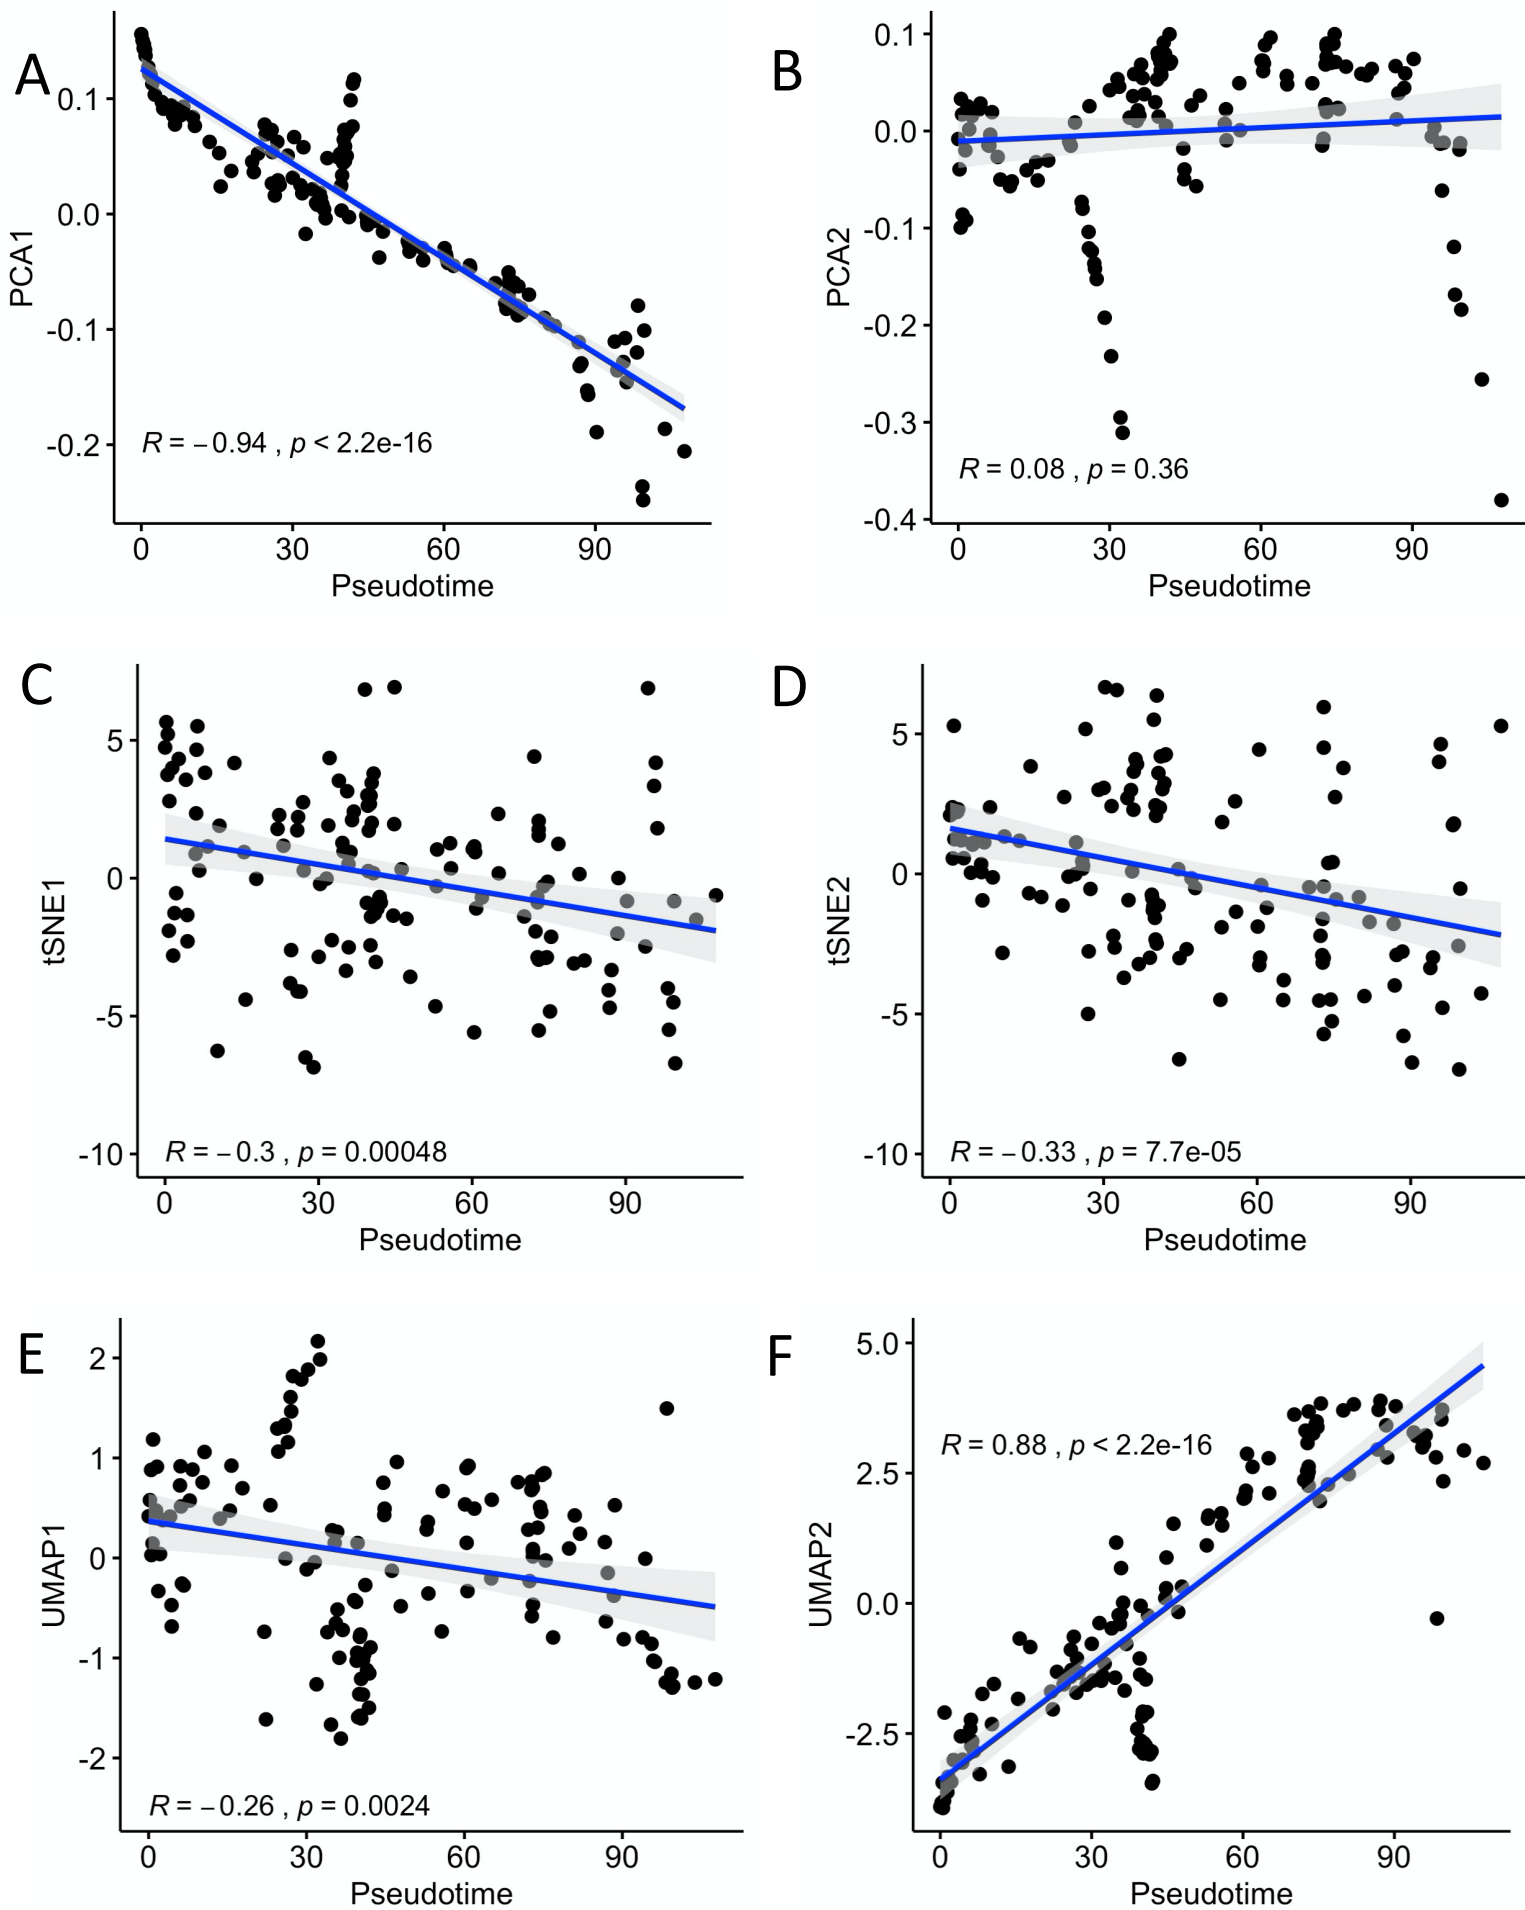 A
B
0.1
0.0
-0.1
-0.2
PCA1
R = −0.94 , p < 2.2e-16
0 30 60 90
Pseudotime
0.1
0.0
-0.1
-0.2
-0.3
-0.4
PCA2
R = 0.08 , p = 0.36
0 30 60 90
Pseudotime
C
D
5
0
-5
-10
tSNE1
R = −0.3 , p = 0.00048
0 30 60 90
Pseudotime
5
0
-5
-10
tSNE2
R = −0.33 , p = 7.7e-05
0 30 60 90
Pseudotime
E
F
2
1
0
-1
-2
UMAP1
R = −0.26 , p = 0.0024
0 30 60 90
Pseudotime
5.0
2.5
0.0
-2.5
UMAP2
R = 0.88 , p < 2.2e-16
0 30 60 90
Pseudotime